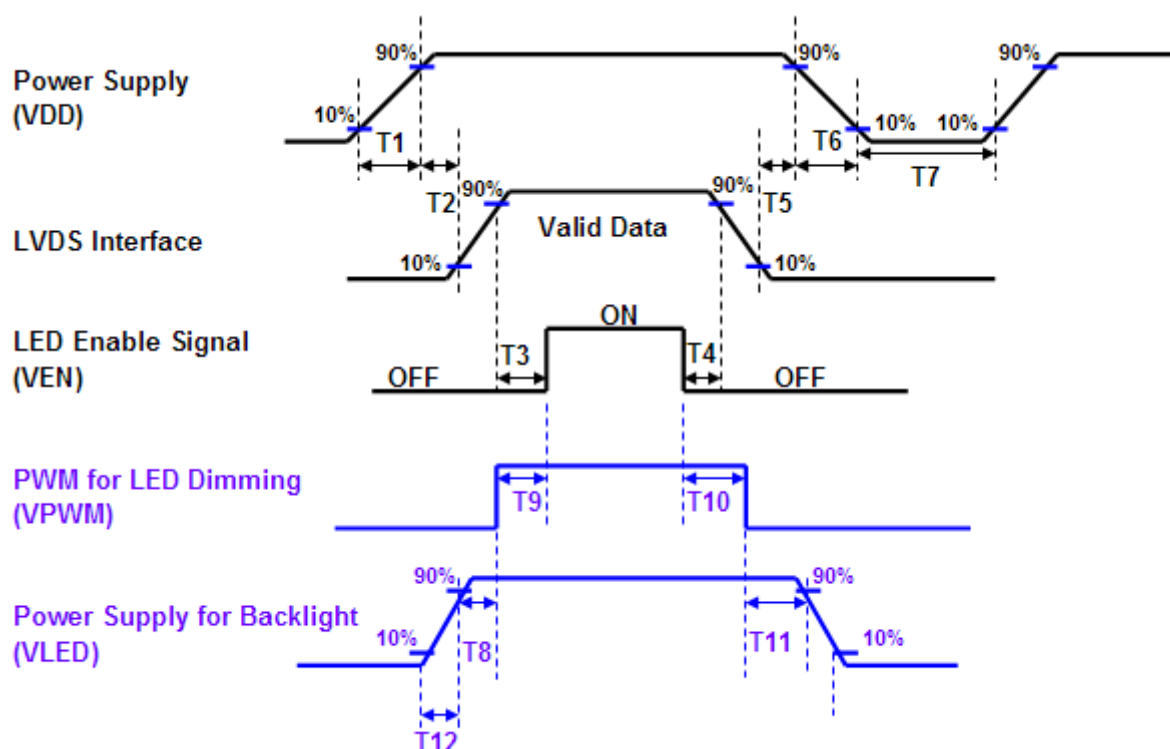 90%
90%
90%
Power Supply
(VDD)
10%
10%
10%
T1
T6
T7
T2
90%
90%
T5
Valid Data
LVDS Interface
10%
10%
ON
LED Enable Signal
(VEN)
T3
T4
OFF
OFF
PWM for LED Dimming
(VPWM)
T9
T10
90%
90%
Power Supply for Backlight
(VLED)
10%
10%
T8
T11
T12